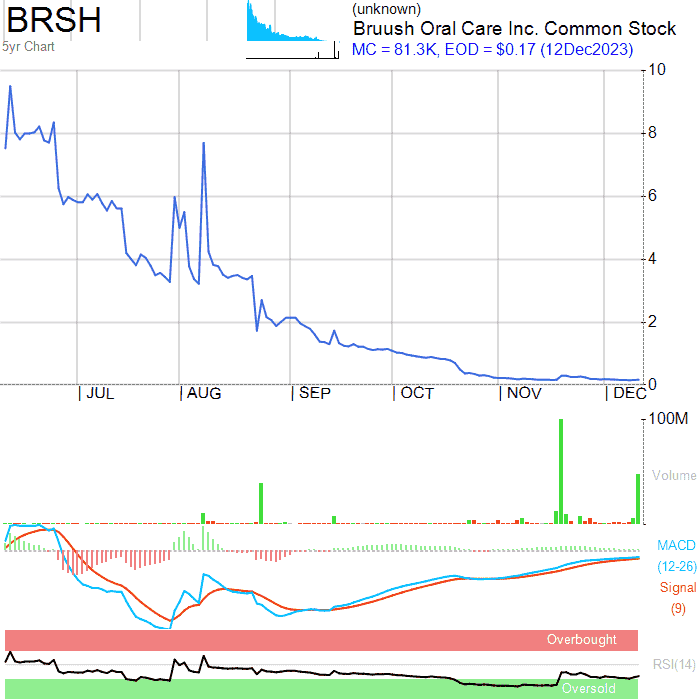 BRSH
5yr Chart
(unknown)
Bruush Oral Care Inc. Common Stock
MC = 81.3K, EOD = $0.17 (12Dec2023)
10
8
6
4
2
0
JUL
AUG
SEP
OCT
NOV
DEC
100M
Volume
MACD
(12-26)
Signal
(9)
Overbought
RSI(14)
Oversold